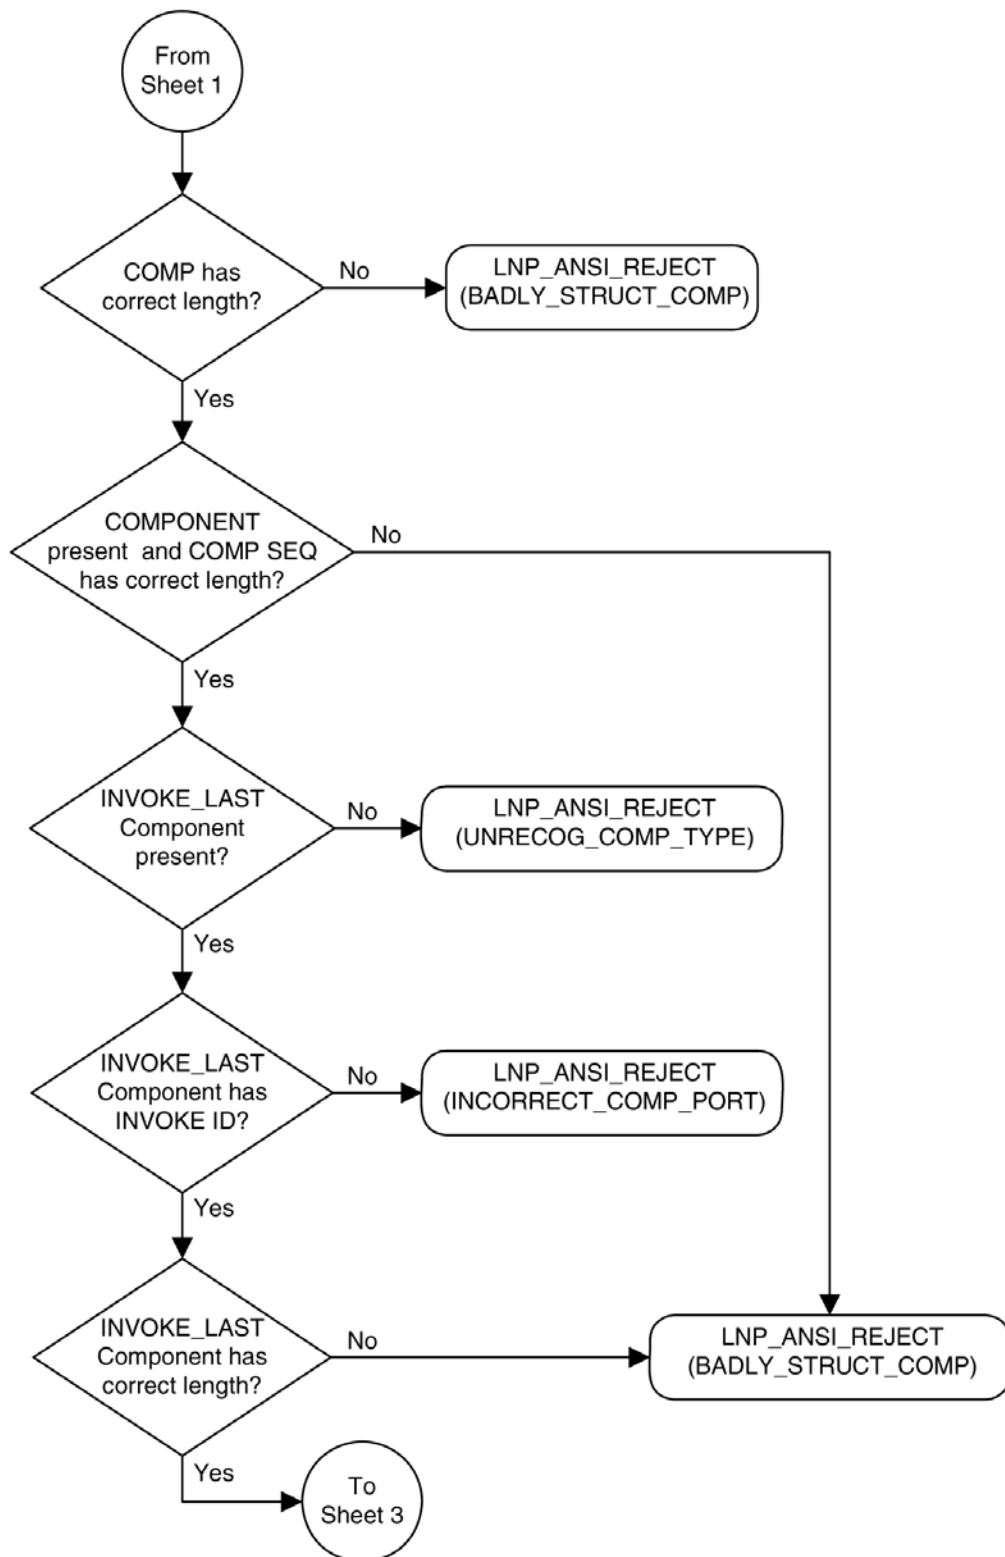 From
Sheet 1
COMP has
correct length?
No
LNP_ANSI_REJECT
(BADLY_STRUCT_COMP)
Yes
COMPONENT
present and COMP SEQ
has correct length?
No
Yes
INVOKE_LAST
Component
present?
No
LNP_ANSI_REJECT
(UNRECOG_COMP_TYPE)
Yes
INVOKE_LAST
Component has
INVOKE ID?
No
LNP_ANSI_REJECT
(INCORRECT_COMP_PORT)
Yes
INVOKE_LAST
Component has
correct length?
No
LNP_ANSI_REJECT
(BADLY_STRUCT_COMP)
Yes
To
Sheet 3